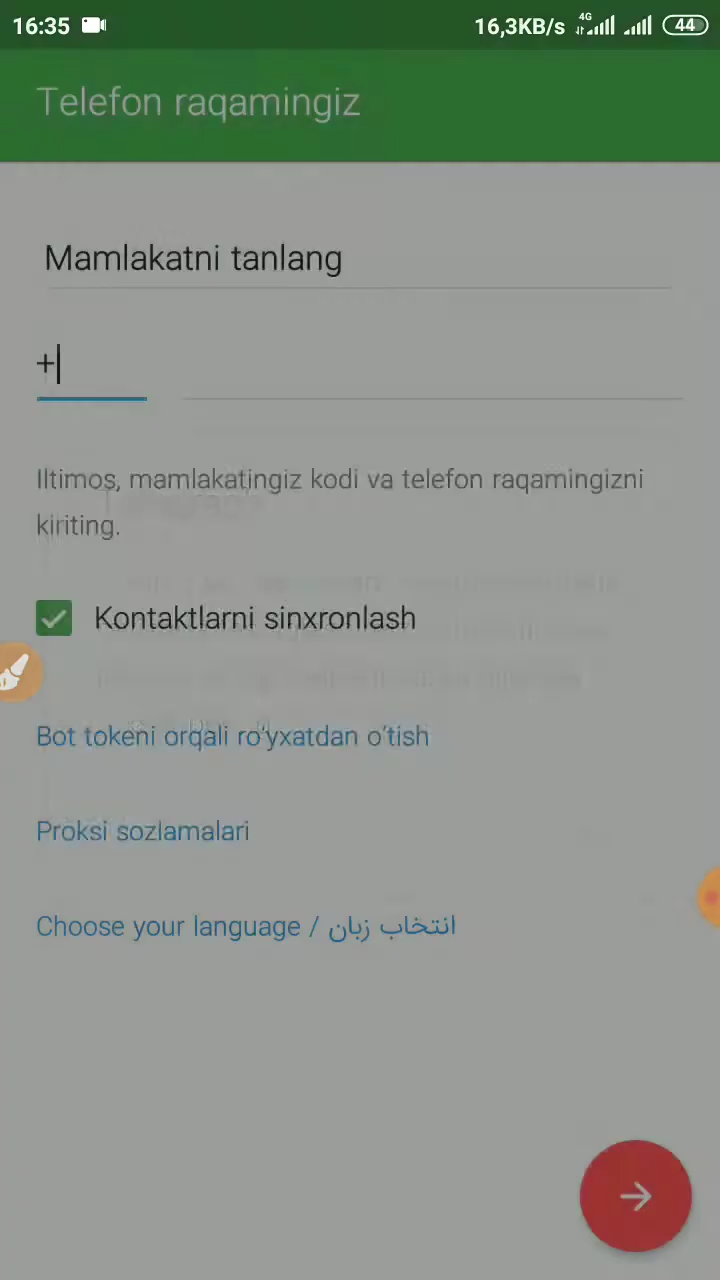 16:35 16,3KB/s 4G 44
Telefon raqamingiz
Mamlakatni tanlang
+
Iltimos, mamlakatingiz kodi va telefon raqamingizni
kiriting.
Kontaktlarni sinxronlash
Bot tokeni orqali ro'yxatdan o'tish
Proksi sozlamalari
Choose your language / انتخاب زبان